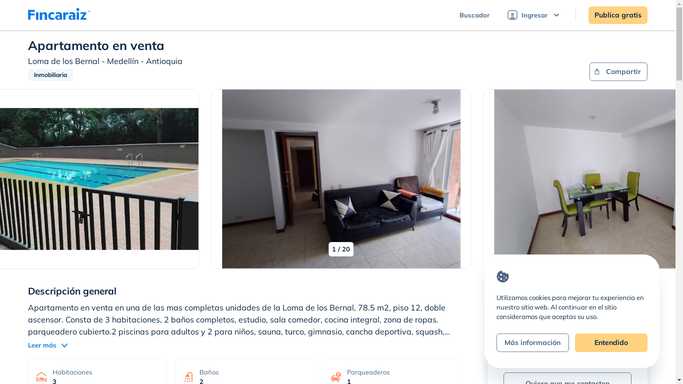 Fincaraiz
Buscador
Ingresar
Publica gratis
Apartamento en venta
Loma de los Bernal - Medellín - Antioquia
Inmobiliaria
Compartir
1 / 20
Descripción general
Apartamento en venta en una de las mas completas unidades de la Loma de los Bernal, 78.5 m2, piso 12, doble
ascensor. Consta de 3 habitaciones, 2 baños completos, estudio, sala comedor, cocina integral, zona de ropas,
parqueadero cubierto.2 piscinas para adultos y 2 para niños, sauna, turco, gimnasio, cancha deportiva, squash,...
Leer más
Habitaciones
3
Baños
2
Parqueaderos
1
Utilizamos cookies para mejorar tu experiencia en
nuestro sitio web. Al continuar en el sitio
consideramos que aceptas su uso.
Más información
Entendido
Quiero que me contacten